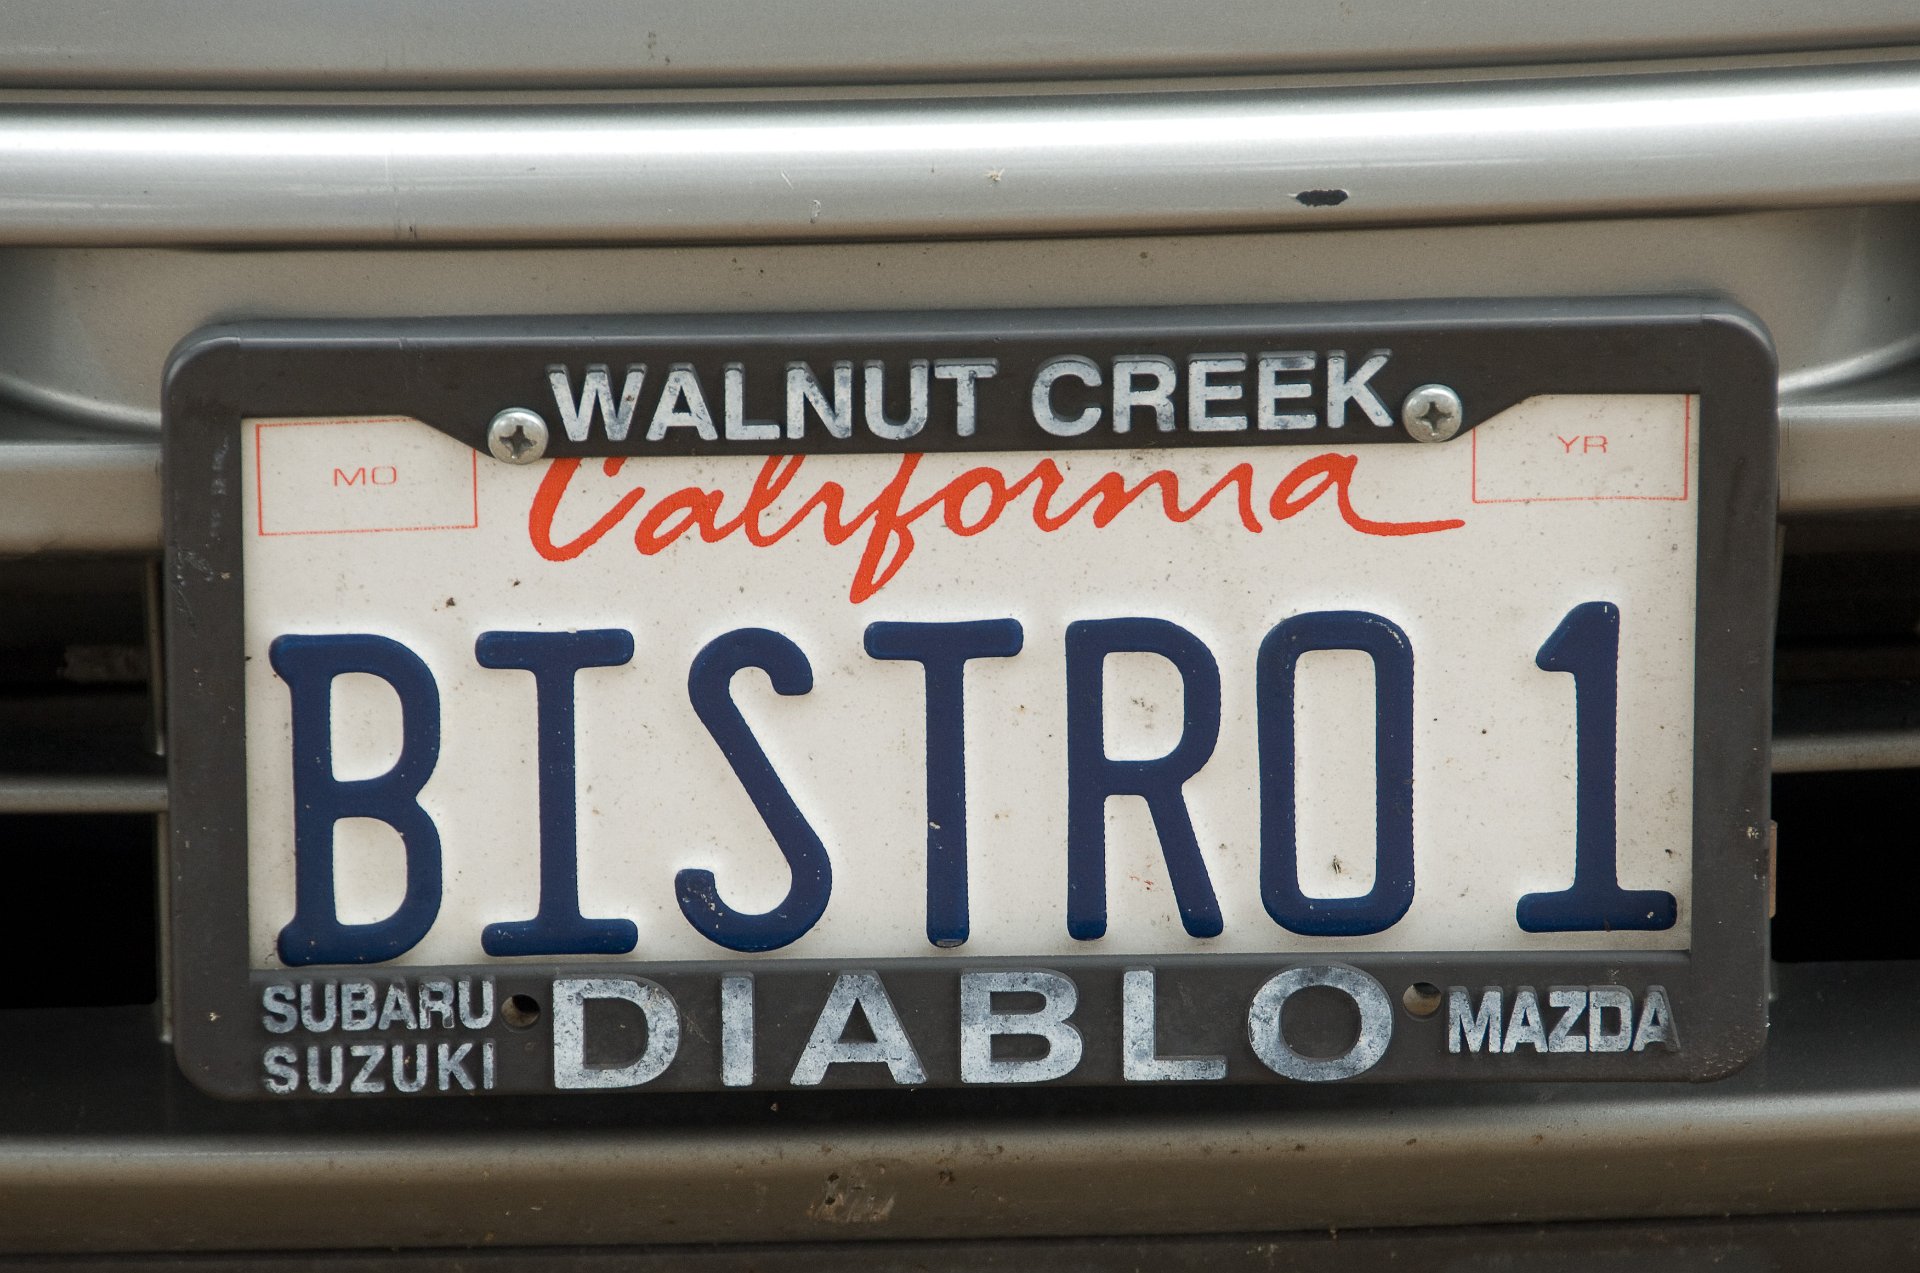 WALNUT CREEK
MO
YR
California
BISTRO 1
SUBARU
SUZUKI
DIABLO
MAZDA